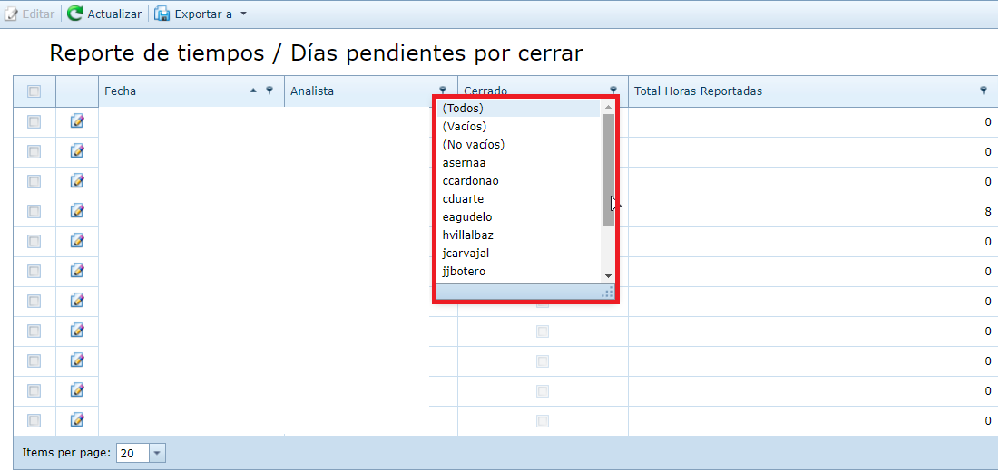 Editar Actualizar Exportar a
Reporte de tiempos / Días pendientes por cerrar
Fecha Analista Cerrado Total Horas Reportadas
(Todos)
(Vacíos)
(No vacíos)
asernaa
ccardonao
cduarte
eagudelo
hvillalbaz
jcarvajal
jjbotero
0
0
0
8
0
0
0
0
0
0
0
Items per page: 20